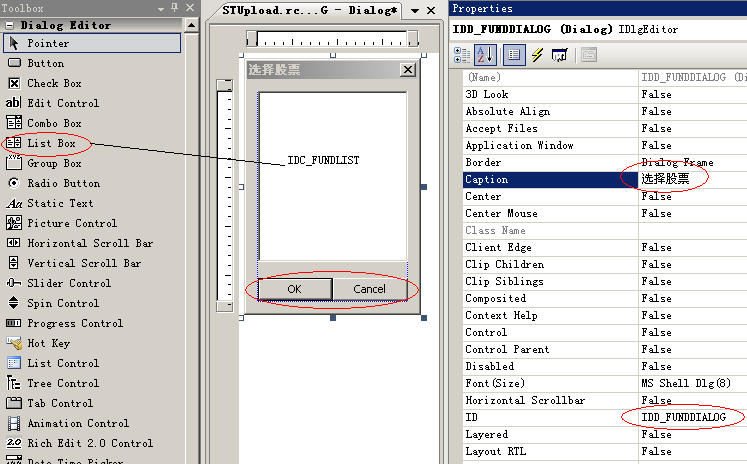 Toolbox
Dialog Editor
Pointer
Button
Check Box
ab| Edit Control
Combo Box
List Box
XYZ Group Box
Radio Button
Aa Static Text
Picture Control
Horizontal Scroll Bar
Vertical Scroll Bar
Slider Control
Spin Control
Progress Control
Hot Key
List Control
Tree Control
Tab Control
Animation Control
2.0 Rich Edit 2.0 Control
Date Time Picker
STUpload.rc...G - Dialog*
选择股票
IDC_FUNDLIST
OK
Cancel
Properties
IDD_FUNDDIALOG (Dialog) IDlgEditor
(Name) IDD_FUNDDIALOG (Di
3D Look False
Absolute Align False
Accept Files False
Application Window False
Border Dialog Frame
Caption 选择股票
Center False
Center Mouse False
Class Name
Client Edge False
Clip Children False
Clip Siblings False
Composited False
Context Help False
Control False
Control Parent False
Disabled False
Font(Size) MS Shell Dlg(8)
Horizontal Scrollbar False
ID IDD_FUNDDIALOG
Layered False
Layout RTL False